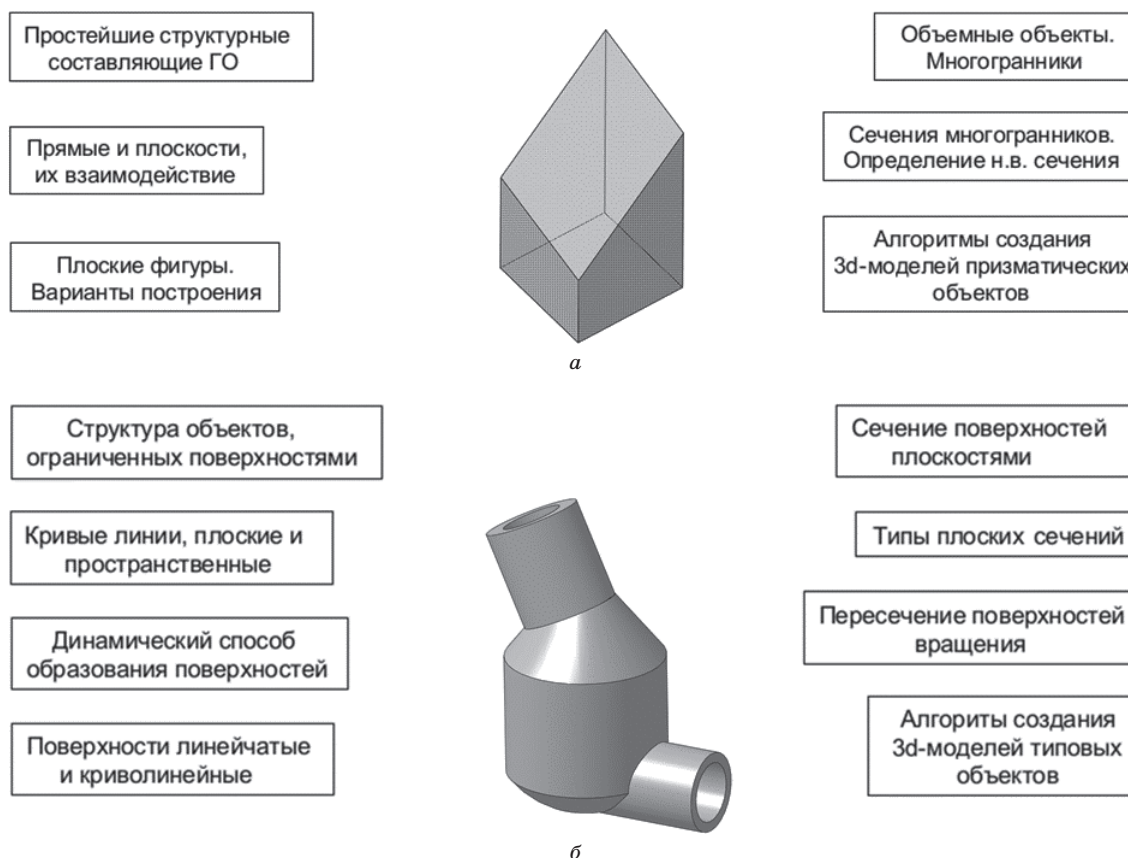 Простейшие структурные
составляющие ГО
Прямые и плоскости,
их взаимодействие
Плоские фигуры.
Варианты построения
Объемные объекты.
Многогранники
Сечения многогранников.
Определение н.в. сечения
Алгоритмы создания
3d-моделей призматических
объектов
а
Структура объектов,
ограниченных поверхностями
Кривые линии, плоские и
пространственные
Динамический способ
образования поверхностей
Поверхности линейчатые
и криволинейные
Сечение поверхностей
плоскостями
Типы плоских сечений
Пересечение поверхностей
вращения
Алгориты создания
3d-моделей типовых
объектов
б